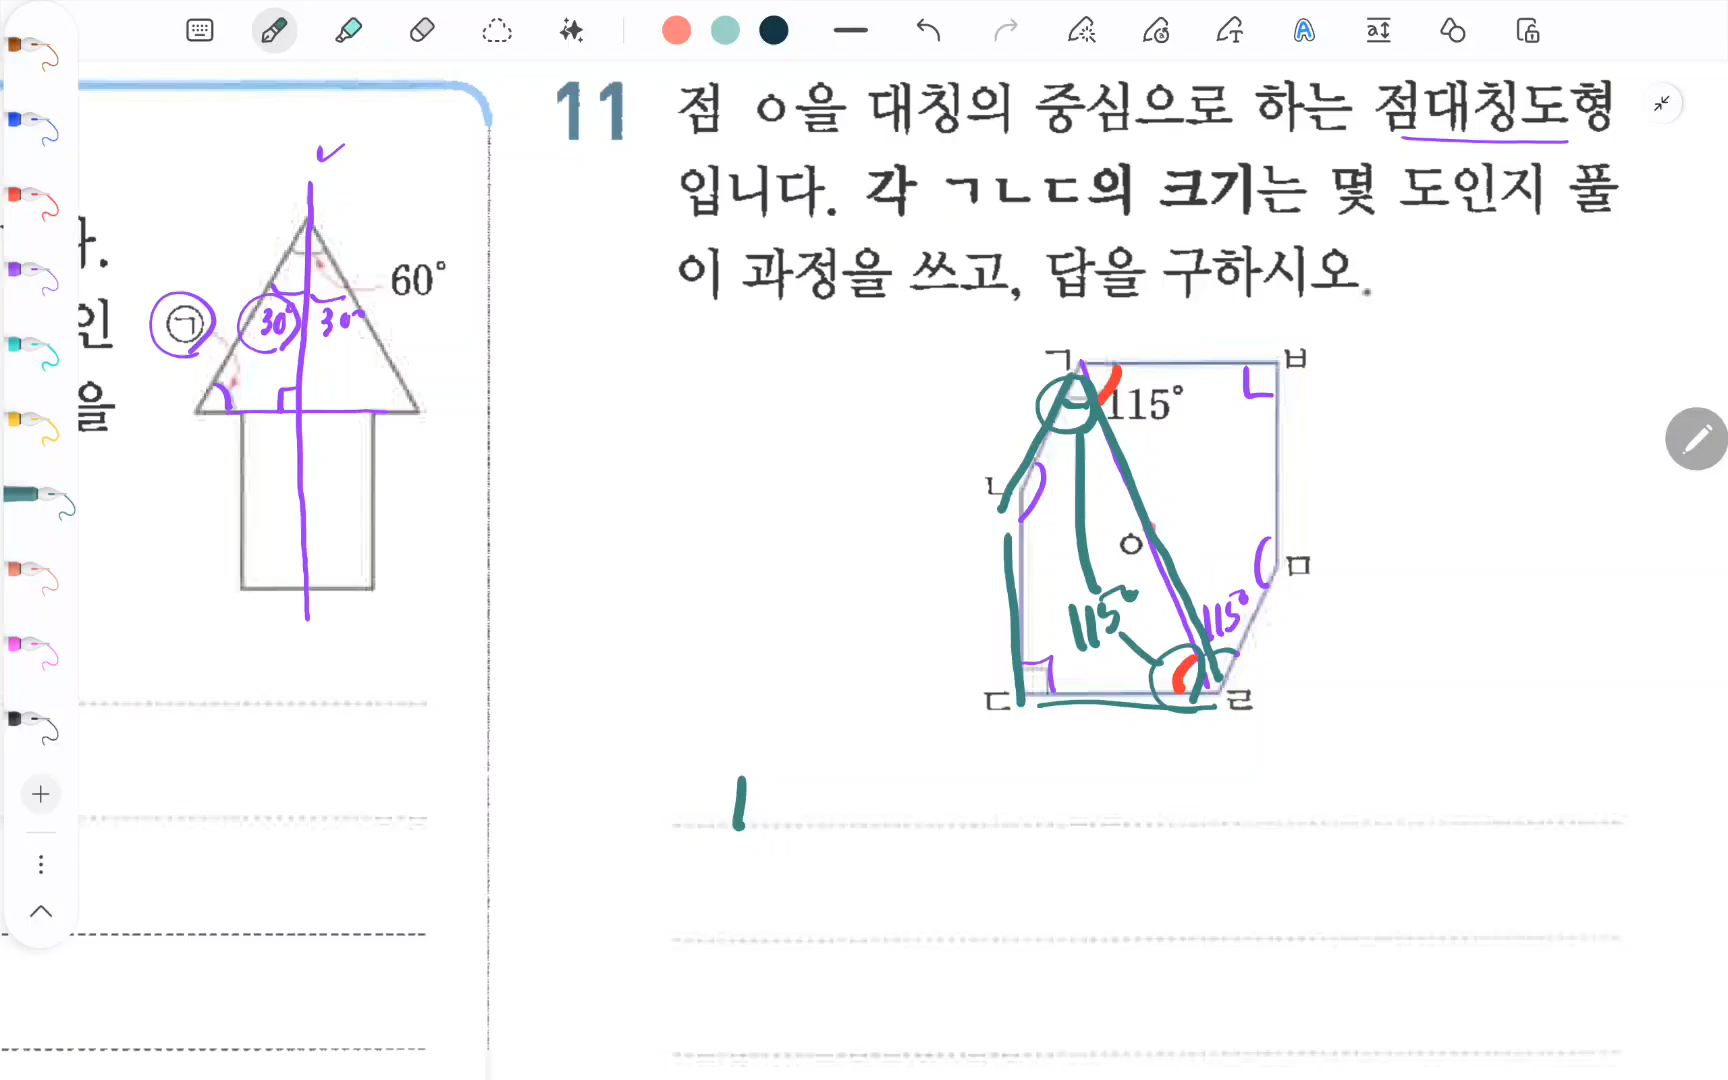 다.
인
을
✓
60°
㉠
30°
30°
11 점 ㅇ을 대칭의 중심으로 하는 점대칭도형
입니다. 각 ㄱㄴㄷ의 크기는 몇 도인지 풀
이 과정을 쓰고, 답을 구하시오.
ㄱ
ㅂ
115°
ㄴ
ㅇ
ㅁ
115°
115°
ㄷ
ㄹ
1